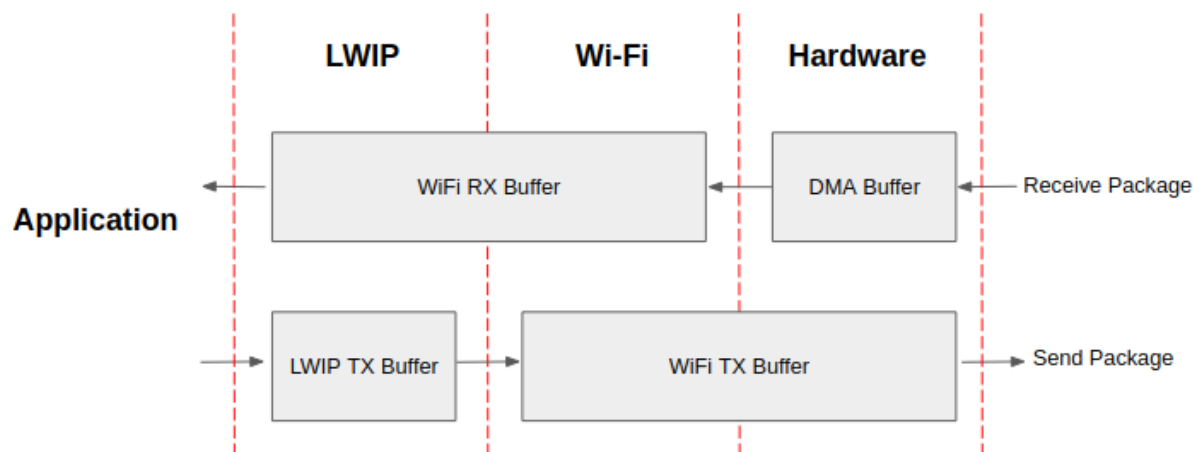 LWIP
Wi-Fi
Hardware
WiFi RX Buffer
DMA Buffer
Receive Package
Application
LWIP TX Buffer
WiFi TX Buffer
Send Package